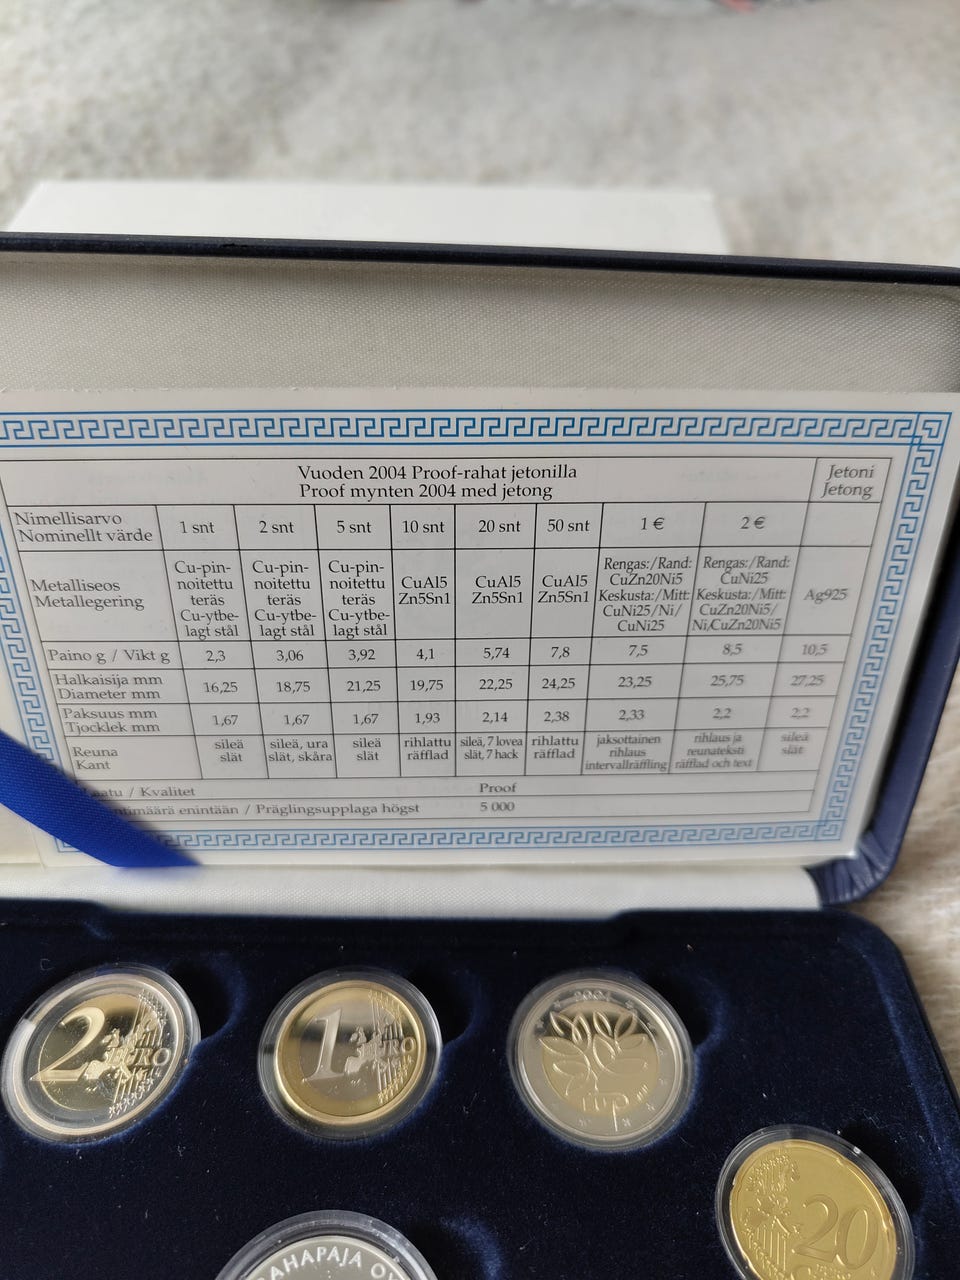 Vuoden 2004 Proof-rahat jetonilla
Proof mynten 2004 med jetong
Jetoni
Jetong
Nimellisarvo
Nominellt värde
1 snt
2 snt
5 snt
10 snt
20 snt
50 snt
1 €
2 €
Metalliseos
Metallegering
Cu-pin-
noitettu
teräs
Cu-ytbe-
lagt stål
Cu-pin-
noitettu
teräs
Cu-ytbe-
lagt stål
Cu-pin-
noitettu
teräs
Cu-ytbe-
lagt stål
CuAl5
Zn5Sn1
CuAl5
Zn5Sn1
CuAl5
Zn5Sn1
Rengas:/Rand:
CuZn20Ni5
Keskusta:/Mitt:
CuNi25/Ni/
CuNi25
Rengas:/Rand:
CuNi25
Keskusta:/Mitt:
CuZn20Ni5/
Ni/CuZn20Ni5
Ag925
Paino g / Vikt g
2,3
3,06
3,92
4,1
5,74
7,8
7,5
8,5
10,5
Halkaisija mm
Diameter mm
16,25
18,75
21,25
19,75
22,25
24,25
23,25
25,75
27,25
Paksuus mm
Tjocklek mm
1,67
1,67
1,67
1,93
2,14
2,38
2,33
2,2
2,2
Reuna
Kant
sileä
slät
sileä, ura
slät, skåra
sileä
slät
rihlattu
räfflad
sileä, 7 lovea
slät, 7 hack
rihlattu
räfflad
jaksottainen
rihlaus
intervallräffling
rihlaus ja
reunateksti
räfflad och text
sileä
slät
aatu / Kvalitet
Proof
ntimäärä enintään / Präglingsupplaga högst
5 000
2 EURO
1 EURO
2004
20
RAHAPAJA OY